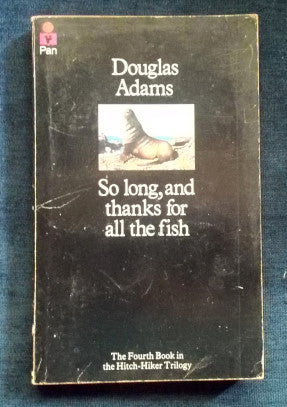 Pan
Douglas
Adams
So long, and
thanks for
all the fish
The Fourth Book in
the Hitch-Hiker Trilogy